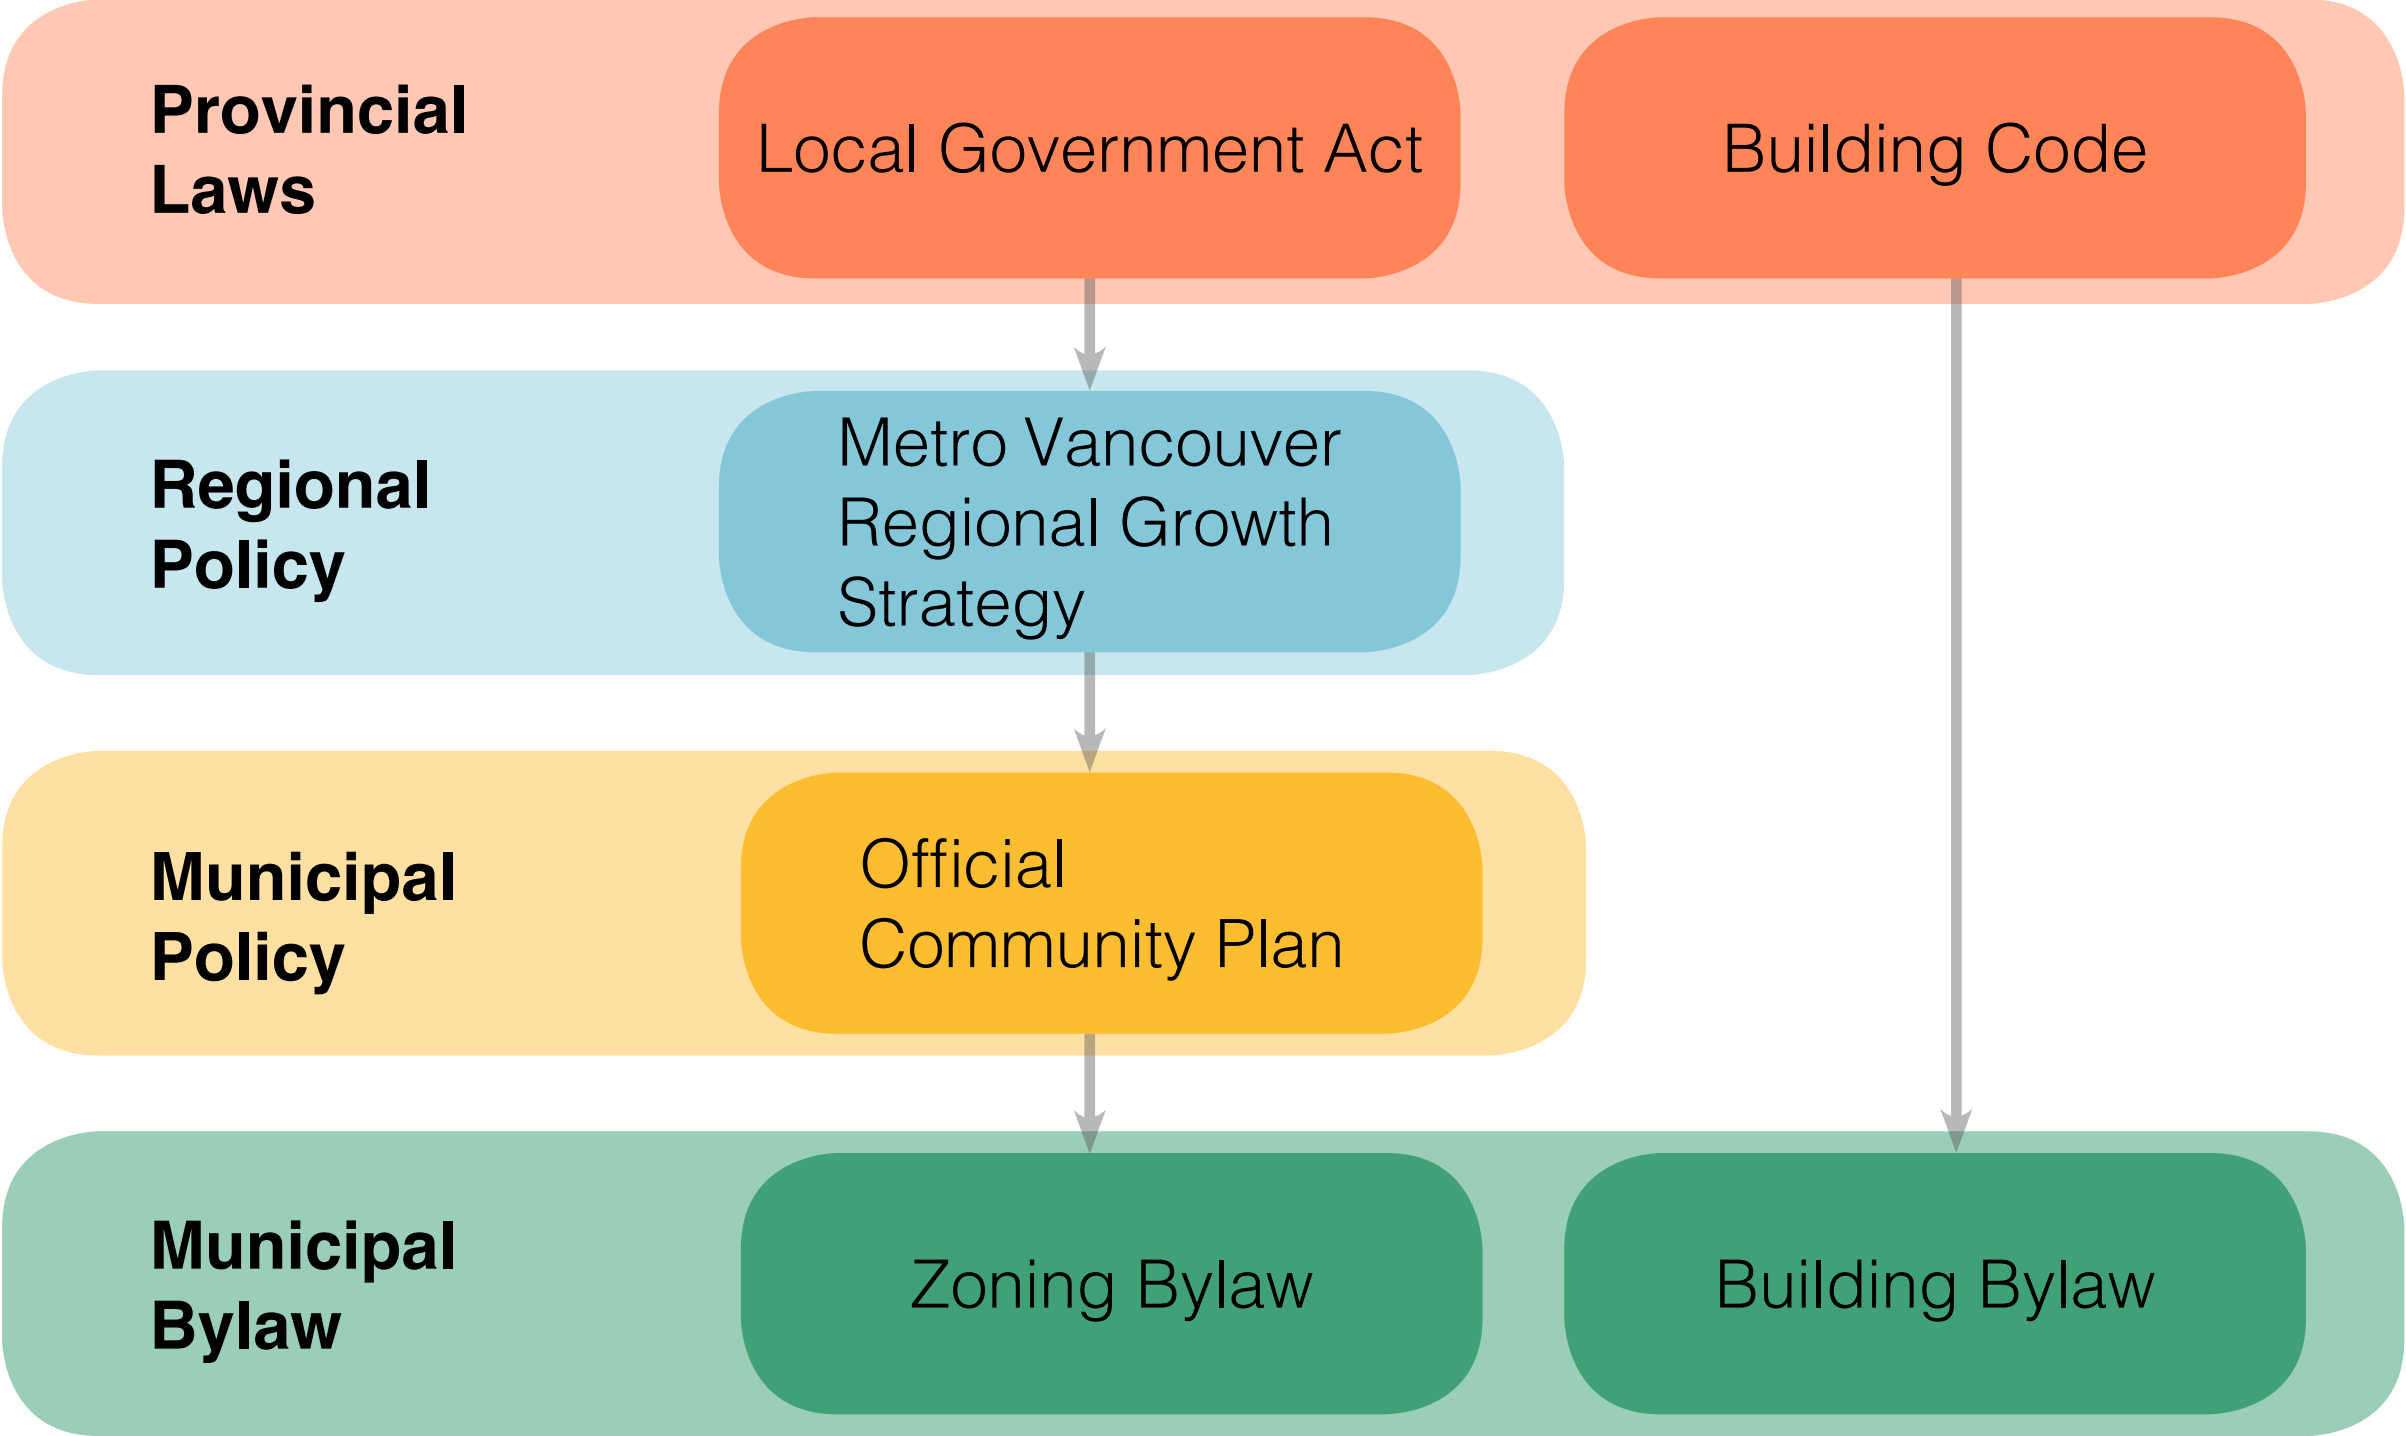 Provincial
Laws
Local Government Act
Building Code
Regional
Policy
Metro Vancouver
Regional Growth
Strategy
Municipal
Policy
Official
Community Plan
Municipal
Bylaw
Zoning Bylaw
Building Bylaw